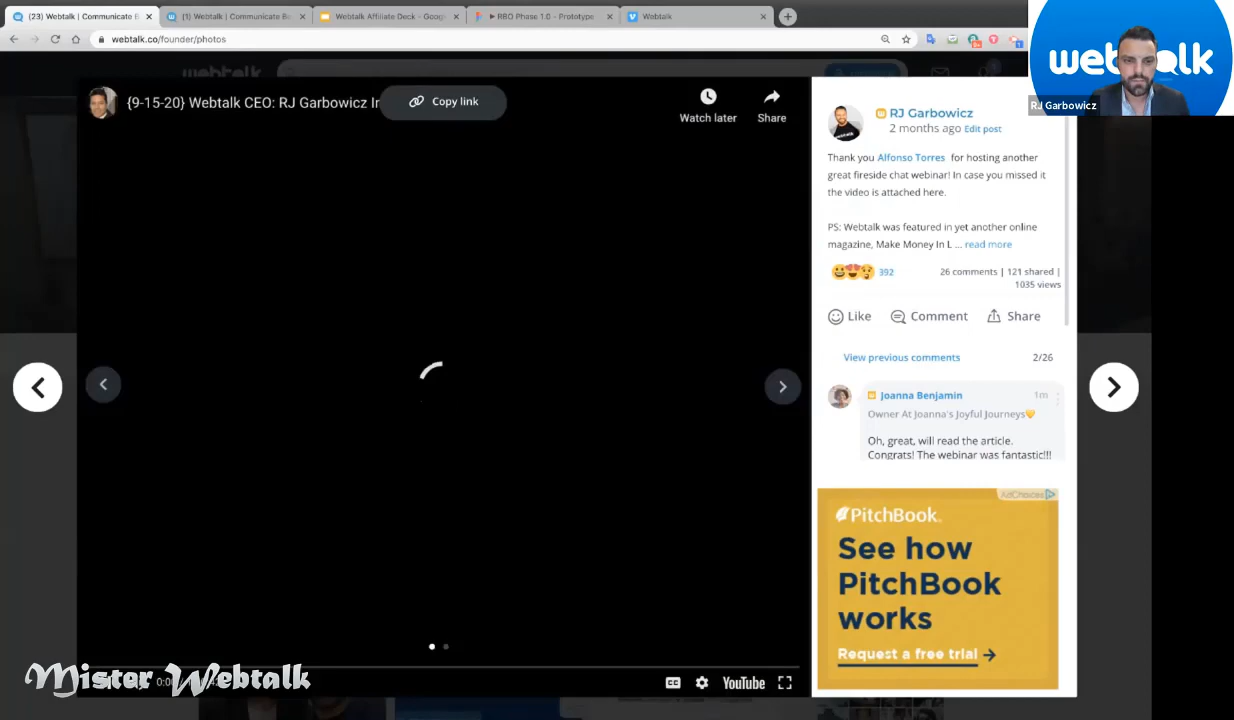 (23) Webtalk | Communicate B
(1) Webtalk | Communicate Be
Webtalk Affiliate Deck - Goog
RBO Phase 1.0 - Prototype
Webtalk
webtalk.co/founder/photos
webtalk
RJ Garbowicz
{9-15-20} Webtalk CEO: RJ Garbowicz In
Copy link
Watch later
Share
RJ Garbowicz
2 months ago Edit post
Thank you Alfonso Torres for hosting another
great fireside chat webinar! In case you missed it
the video is attached here.
PS: Webtalk was featured in yet another online
magazine, Make Money In L ... read more
392
26 comments | 121 shared |
1035 views
Like
Comment
Share
View previous comments
2/26
Joanna Benjamin
1m
Owner At Joanna's Joyful Journeys
Oh, great, will read the article.
Congrats! The webinar was fantastic!!!
AdChoices
PitchBook.
See how
PitchBook
works
Request a free trial
Mister Webtalk
YouTube